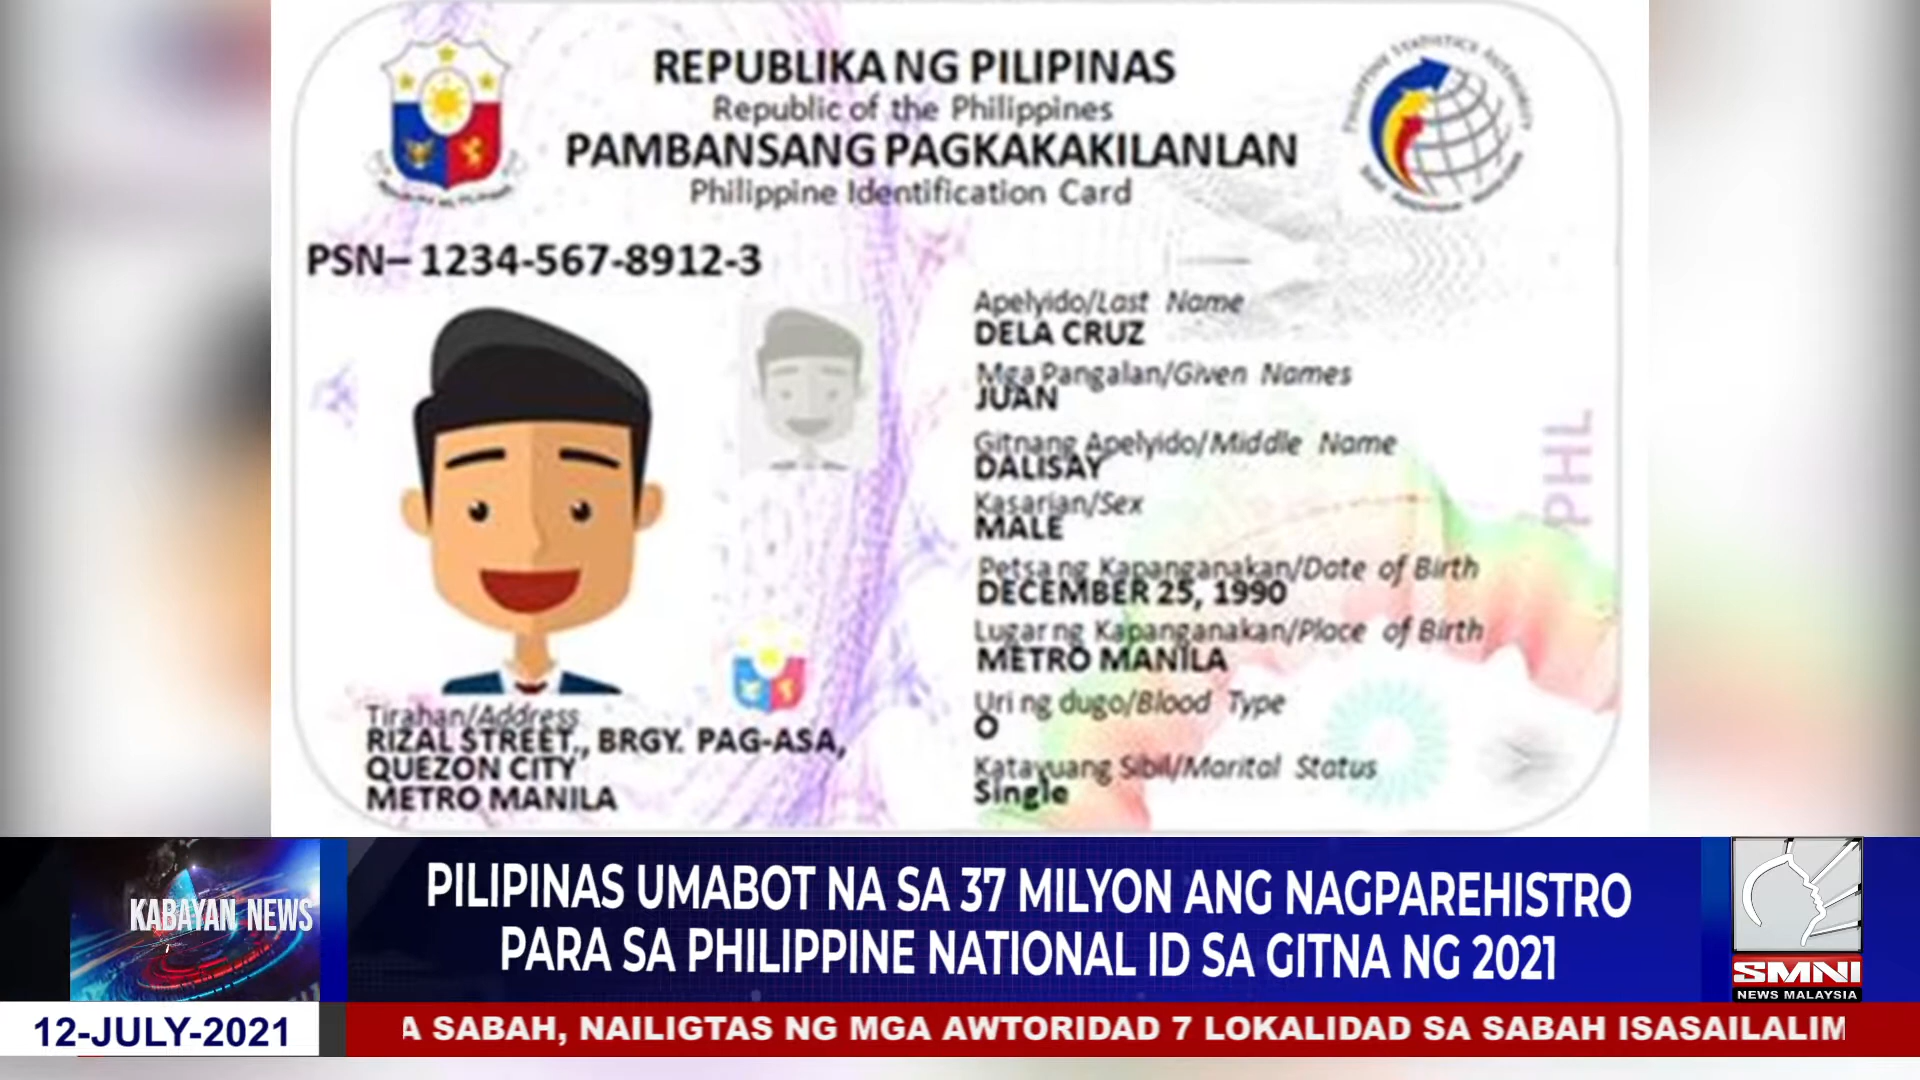 REPUBLIKA NG PILIPINAS
Republic of the Philippines
PAMBANSANG PAGKAKAKILANLAN
Philippine Identification Card
PHILIPPINE STATISTICS AUTHORITY
PSN– 1234-567-8912-3
Apelyido/Last Name
DELA CRUZ
Mga Pangalan/Given Names
JUAN
Gitnang Apelyido/Middle Name
DALISAY
Kasarian/Sex
MALE
Petsa ng Kapanganakan/Date of Birth
DECEMBER 25, 1990
Lugar ng Kapanganakan/Place of Birth
METRO MANILA
Uri ng dugo/Blood Type
O
Katayuang Sibil/Marital Status
Single
PHL
Tirahan/Address
RIZAL STREET., BRGY. PAG-ASA,
QUEZON CITY
METRO MANILA
KABAYAN NEWS
PILIPINAS UMABOT NA SA 37 MILYON ANG NAGPAREHISTRO
PARA SA PHILIPPINE NATIONAL ID SA GITNA NG 2021
SMNI
NEWS MALAYSIA
12-JULY-2021
A SABAH, NAILIGTAS NG MGA AWTORIDAD 7 LOKALIDAD SA SABAH ISASAILALIM